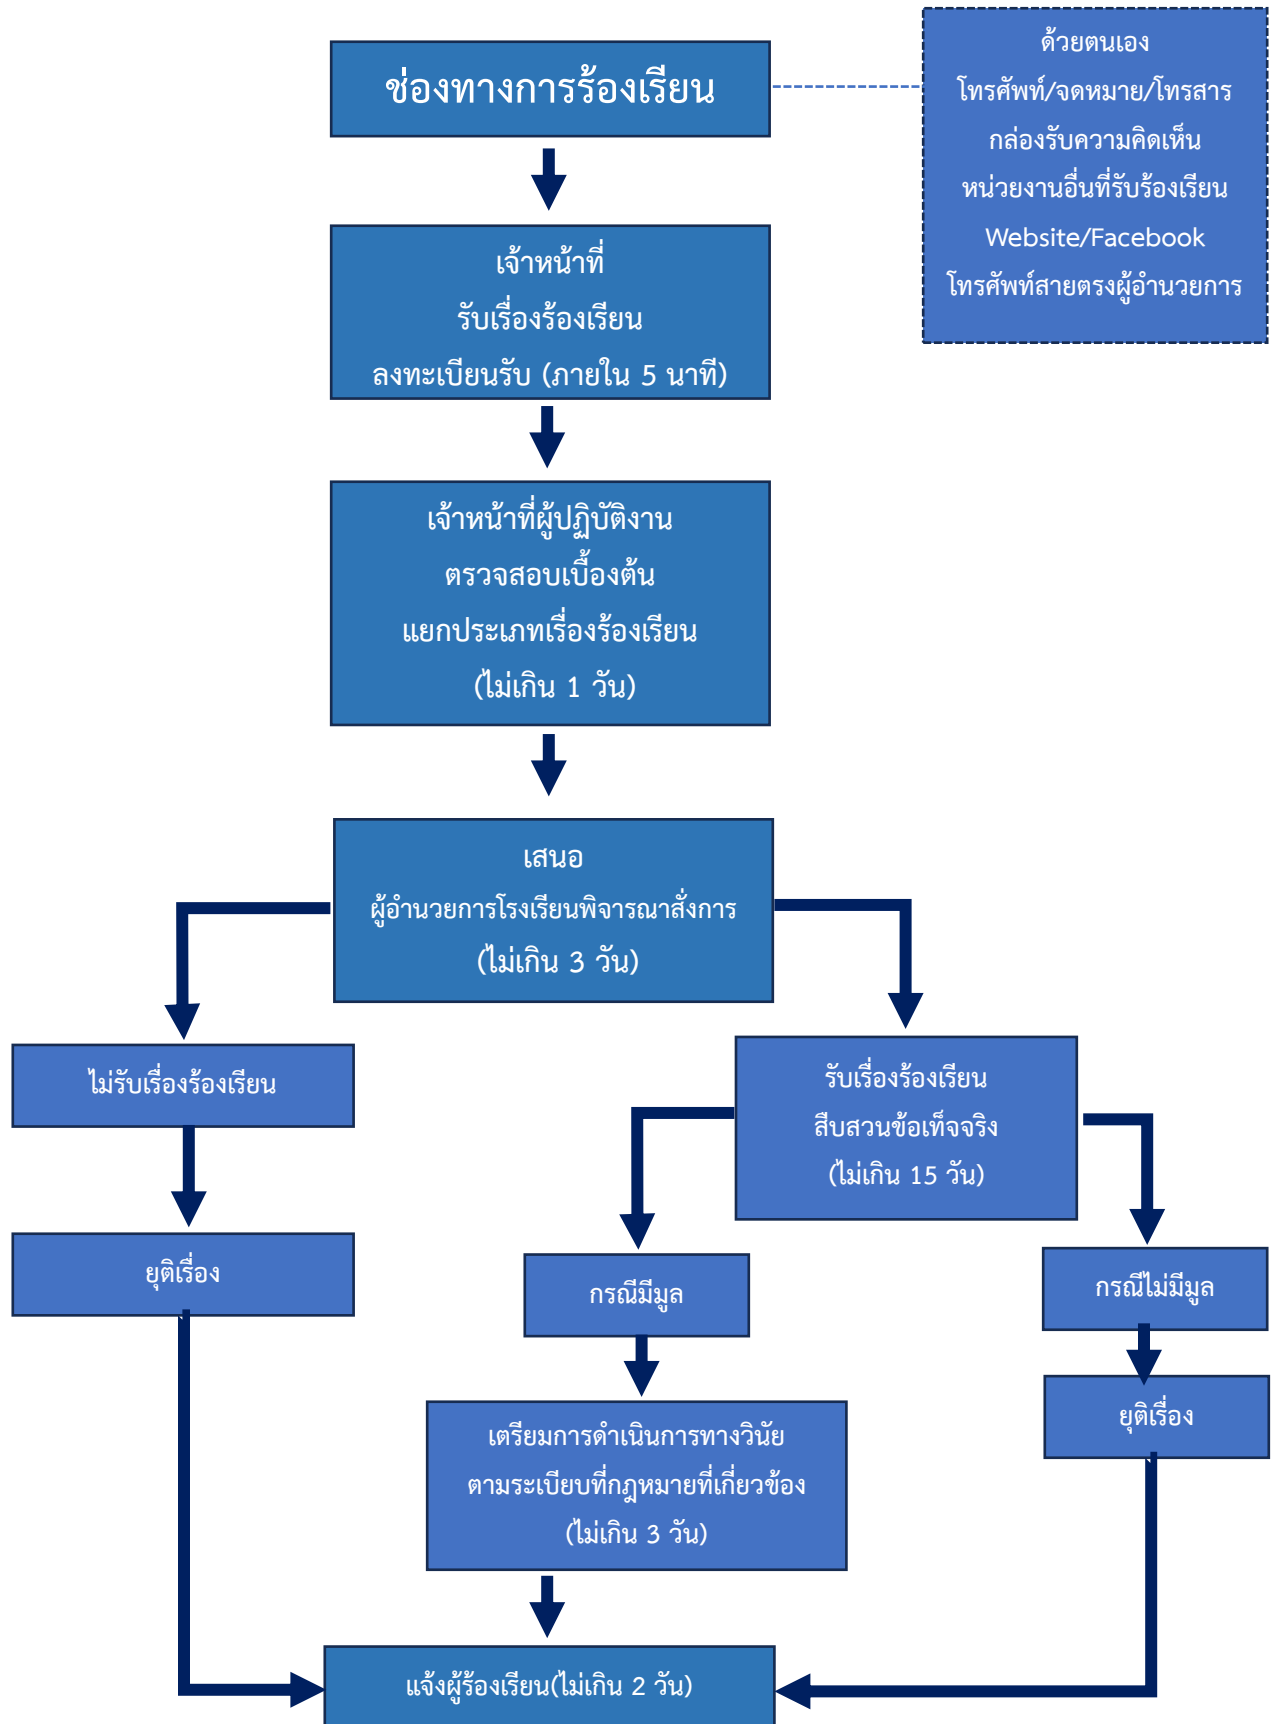 ช่องทางการร้องเรียน
ด้วยตนเอง
โทรศัพท์/จดหมาย/โทรสาร
กล่องรับความคิดเห็น
หน่วยงานอื่นที่รับร้องเรียน
Website/Facebook
โทรศัพท์สายตรงผู้อำนวยการ
เจ้าหน้าที่
รับเรื่องร้องเรียน
ลงทะเบียนรับ (ภายใน 5 นาที)
เจ้าหน้าที่ผู้ปฏิบัติงาน
ตรวจสอบเบื้องต้น
แยกประเภทเรื่องร้องเรียน
(ไม่เกิน 1 วัน)
เสนอ
ผู้อำนวยการโรงเรียนพิจารณาสั่งการ
(ไม่เกิน 3 วัน)
ไม่รับเรื่องร้องเรียน
ยุติเรื่อง
รับเรื่องร้องเรียน
สืบสวนข้อเท็จจริง
(ไม่เกิน 15 วัน)
กรณีมีมูล
กรณีไม่มีมูล
เตรียมการดำเนินการทางวินัย
ตามระเบียบที่กฎหมายที่เกี่ยวข้อง
(ไม่เกิน 3 วัน)
ยุติเรื่อง
แจ้งผู้ร้องเรียน(ไม่เกิน 2 วัน)